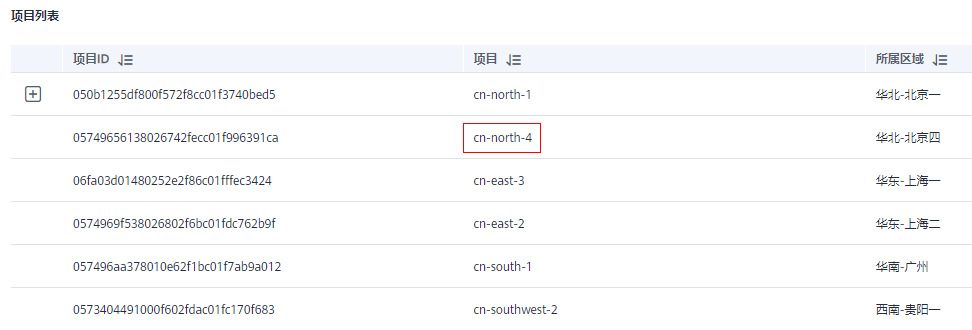 项目列表
项目ID 项目 所属区域
050b1255df800f572f8cc01f3740bed5 cn-north-1 华北-北京一
05749656138026742fecc01f996391ca cn-north-4 华北-北京四
06fa03d01480252e2f86c01fffec3424 cn-east-3 华东-上海一
0574969f538026802f6bc01fdc762b9f cn-east-2 华东-上海二
057496aa378010e62f1bc01f7ab9a012 cn-south-1 华南-广州
0573404491000f602fdac01fc170f683 cn-southwest-2 西南-贵阳一